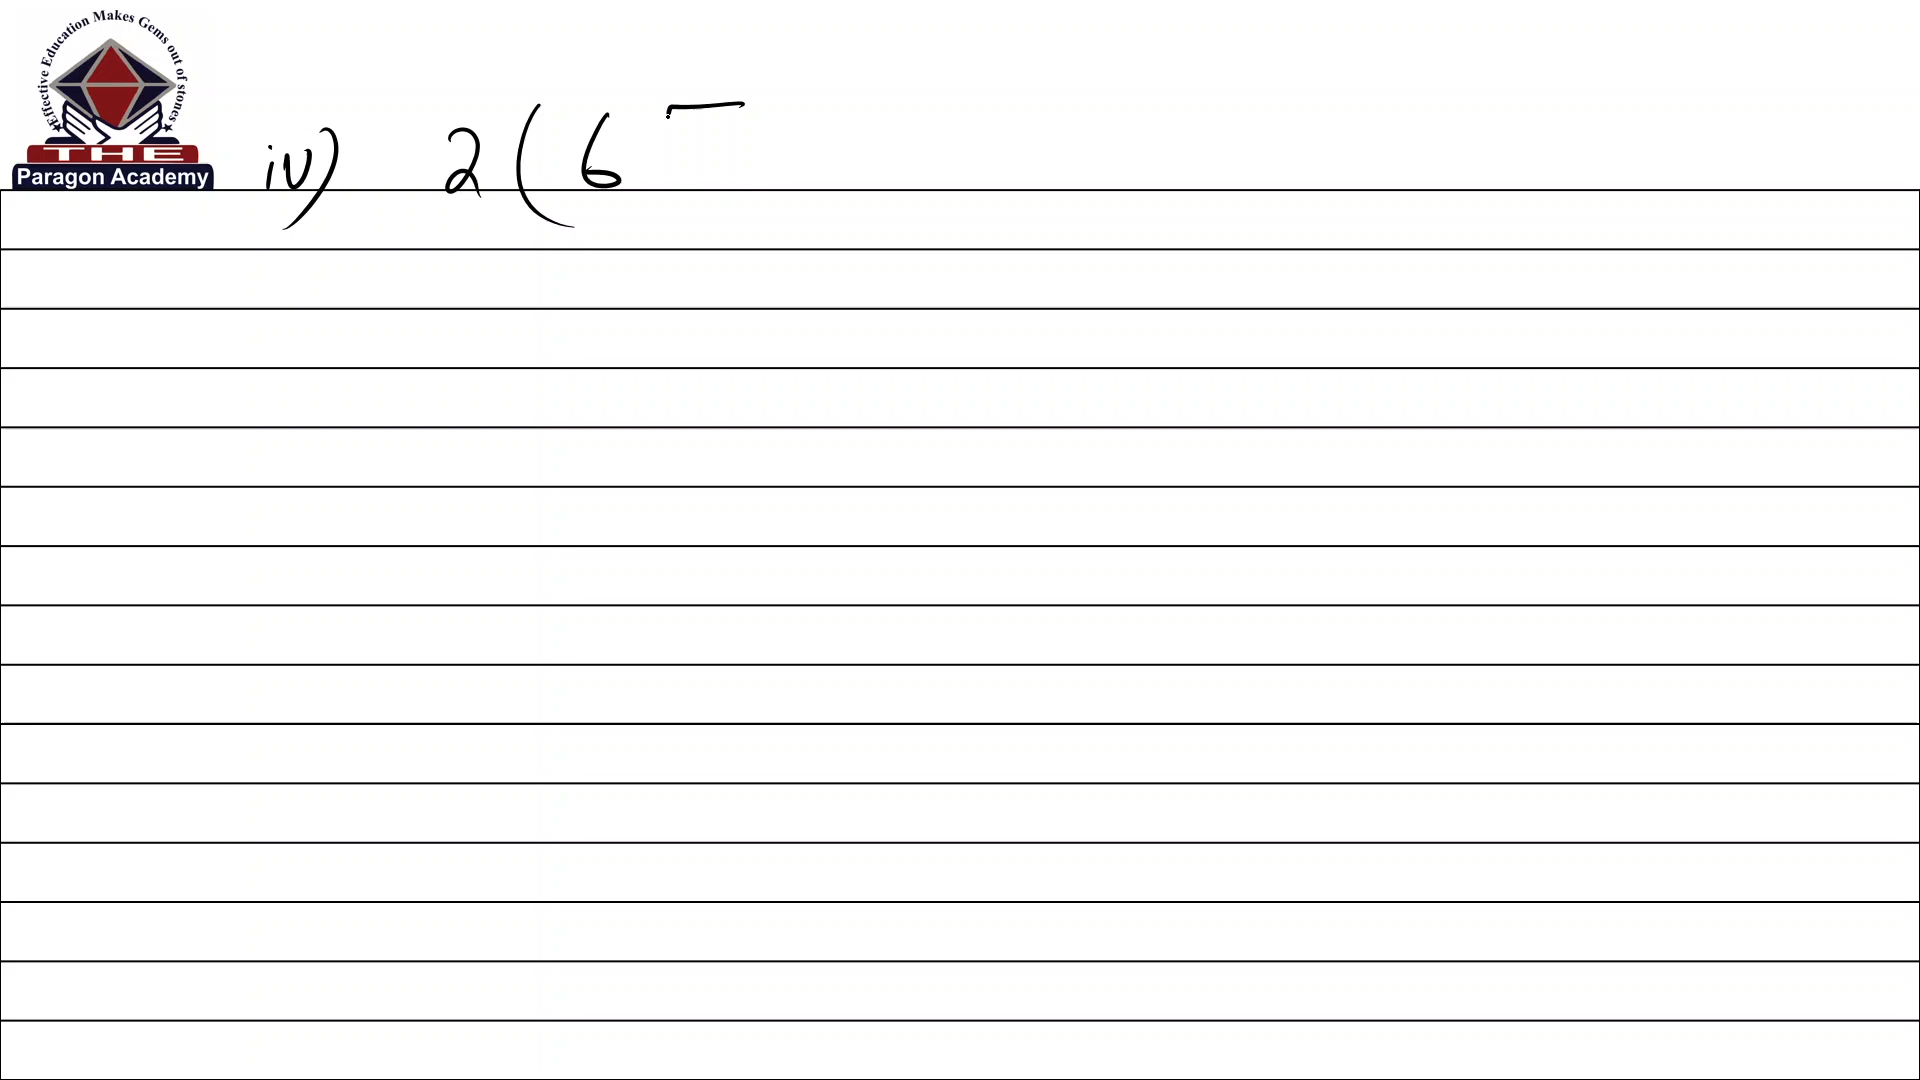 Effective Education Makes Gems out of stones
THE
Paragon Academy
iv) 2(6